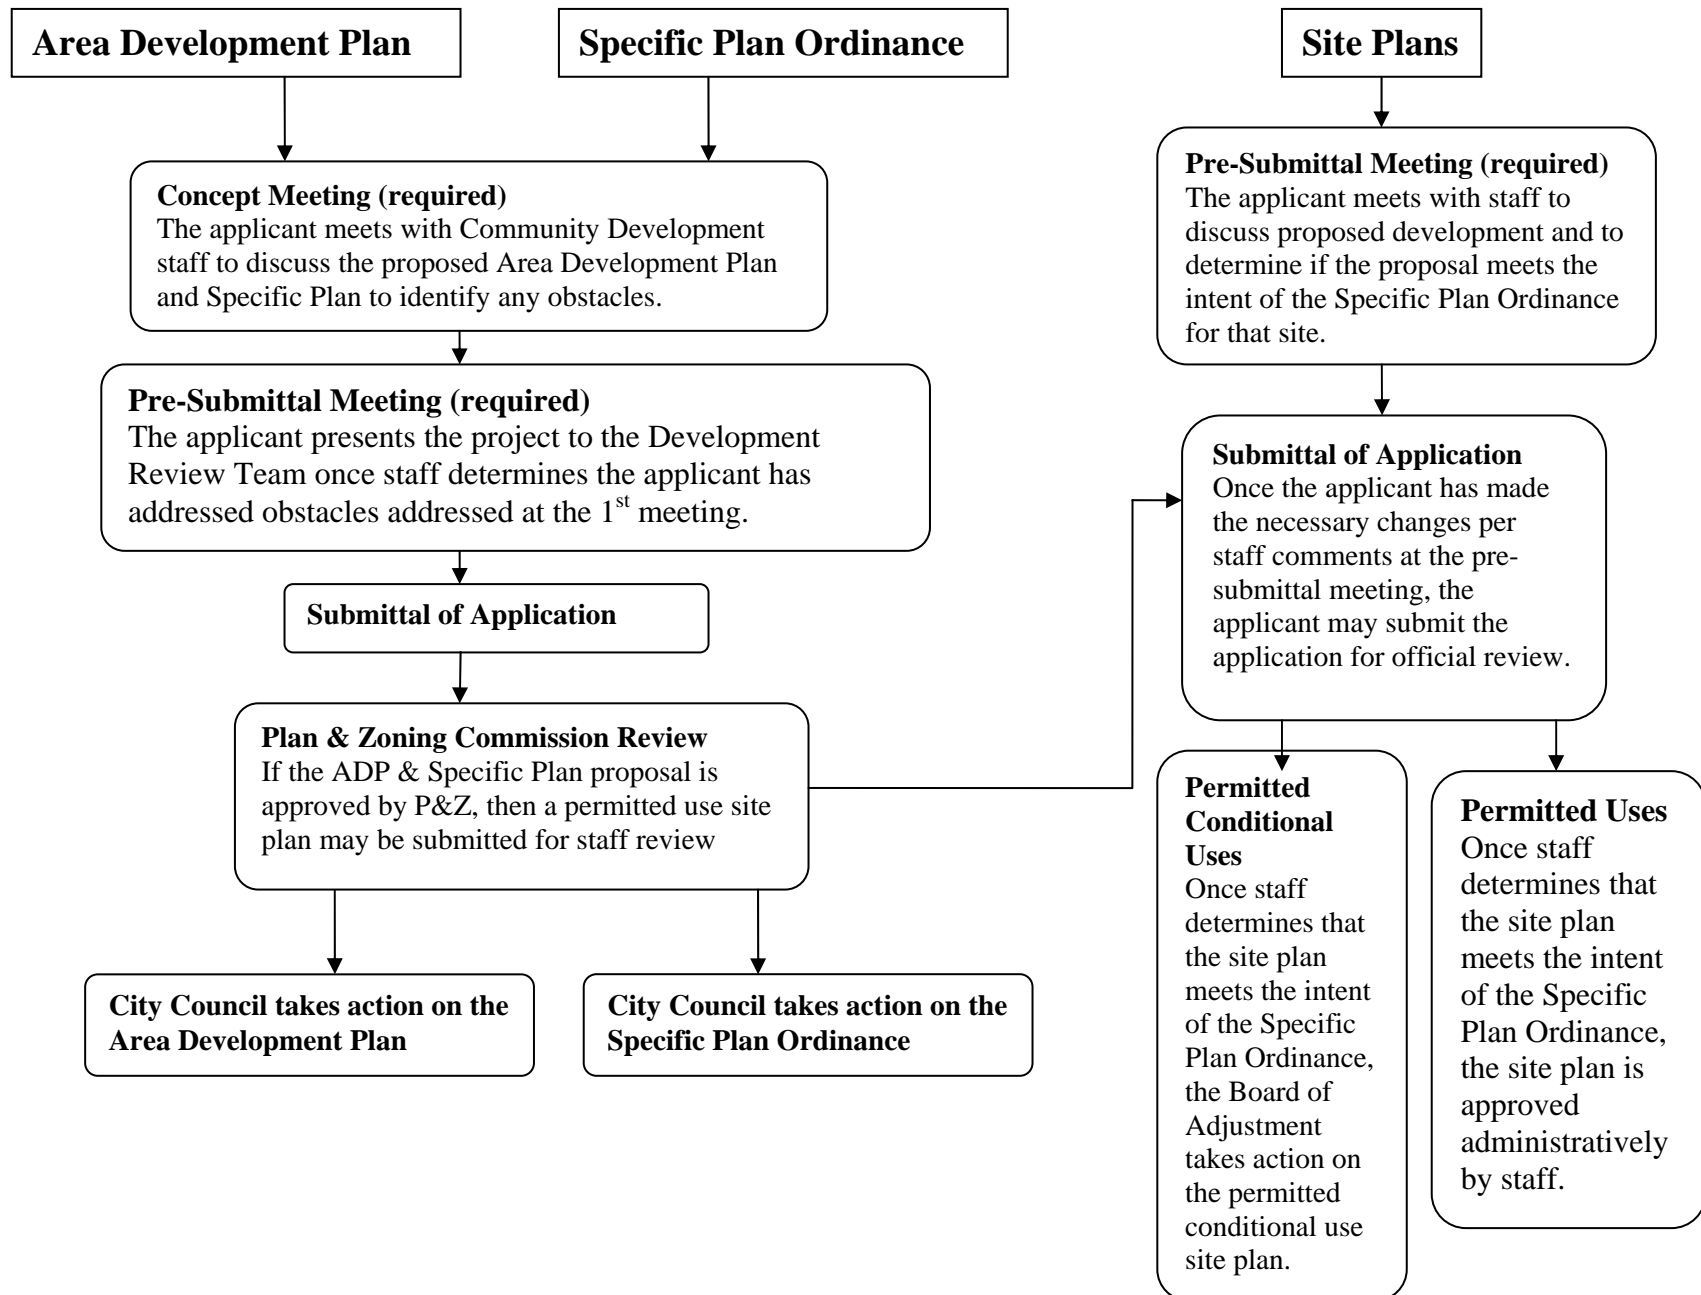 Area Development Plan
Specific Plan Ordinance
Site Plans
Concept Meeting (required)
The applicant meets with Community Development
staff to discuss the proposed Area Development Plan
and Specific Plan to identify any obstacles.
Pre-Submittal Meeting (required)
The applicant presents the project to the Development
Review Team once staff determines the applicant has
addressed obstacles addressed at the 1st meeting.
Submittal of Application
Plan & Zoning Commission Review
If the ADP & Specific Plan proposal is
approved by P&Z, then a permitted use site
plan may be submitted for staff review
City Council takes action on the
Area Development Plan
City Council takes action on the
Specific Plan Ordinance
Pre-Submittal Meeting (required)
The applicant meets with staff to
discuss proposed development and to
determine if the proposal meets the
intent of the Specific Plan Ordinance
for that site.
Submittal of Application
Once the applicant has made
the necessary changes per
staff comments at the pre-
submittal meeting, the
applicant may submit the
application for official review.
Permitted
Conditional
Uses
Once staff
determines that
the site plan
meets the intent
of the Specific
Plan Ordinance,
the Board of
Adjustment
takes action on
the permitted
conditional use
site plan.
Permitted Uses
Once staff
determines that
the site plan
meets the intent
of the Specific
Plan Ordinance,
the site plan is
approved
administratively
by staff.